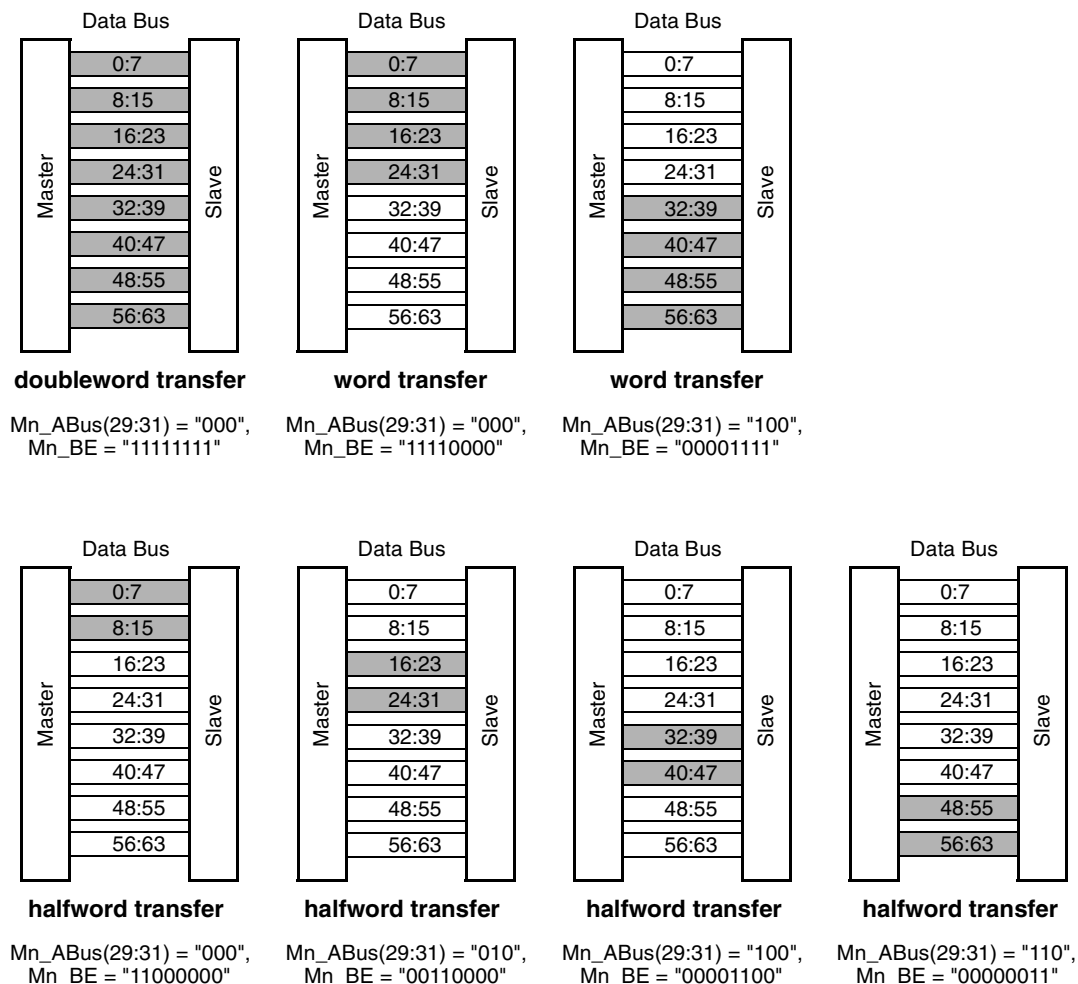 Data Bus
Data Bus
Data Bus
0:7
8:15
16:23
24:31
32:39
40:47
48:55
56:63
Master
Slave
0:7
8:15
16:23
24:31
32:39
40:47
48:55
56:63
Master
Slave
0:7
8:15
16:23
24:31
32:39
40:47
48:55
56:63
Master
Slave
doubleword transfer
Mn_ABus(29:31) = "000",
Mn_BE = "11111111"
word transfer
Mn_ABus(29:31) = "000",
Mn_BE = "11110000"
word transfer
Mn_ABus(29:31) = "100",
Mn_BE = "00001111"
Data Bus
Data Bus
Data Bus
Data Bus
0:7
8:15
16:23
24:31
32:39
40:47
48:55
56:63
Master
Slave
0:7
8:15
16:23
24:31
32:39
40:47
48:55
56:63
Master
Slave
0:7
8:15
16:23
24:31
32:39
40:47
48:55
56:63
Master
Slave
0:7
8:15
16:23
24:31
32:39
40:47
48:55
56:63
Master
Slave
halfword transfer
Mn_ABus(29:31) = "000",
Mn_BE = "11000000"
halfword transfer
Mn_ABus(29:31) = "010",
Mn_BE = "00110000"
halfword transfer
Mn_ABus(29:31) = "100",
Mn_BE = "00001100"
halfword transfer
Mn_ABus(29:31) = "110",
Mn_BE = "00000011"